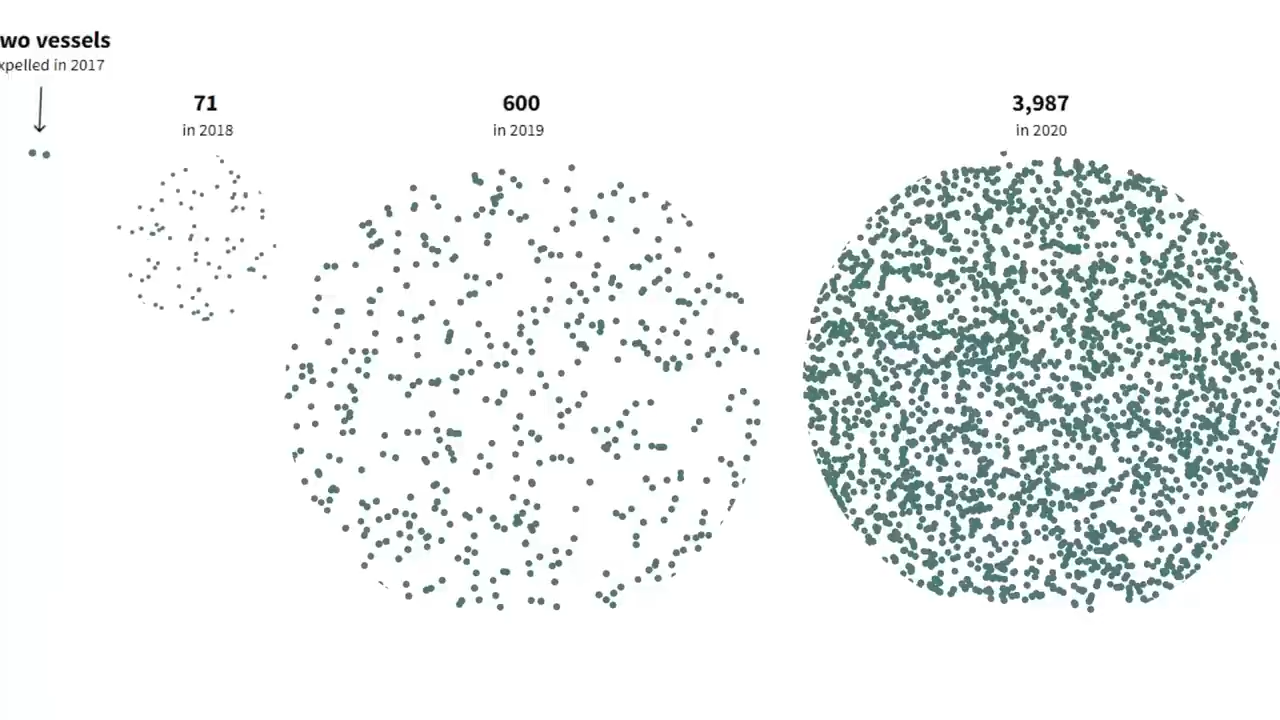 wo vessels
xpelled in 2017
71
in 2018
600
in 2019
3,987
in 2020